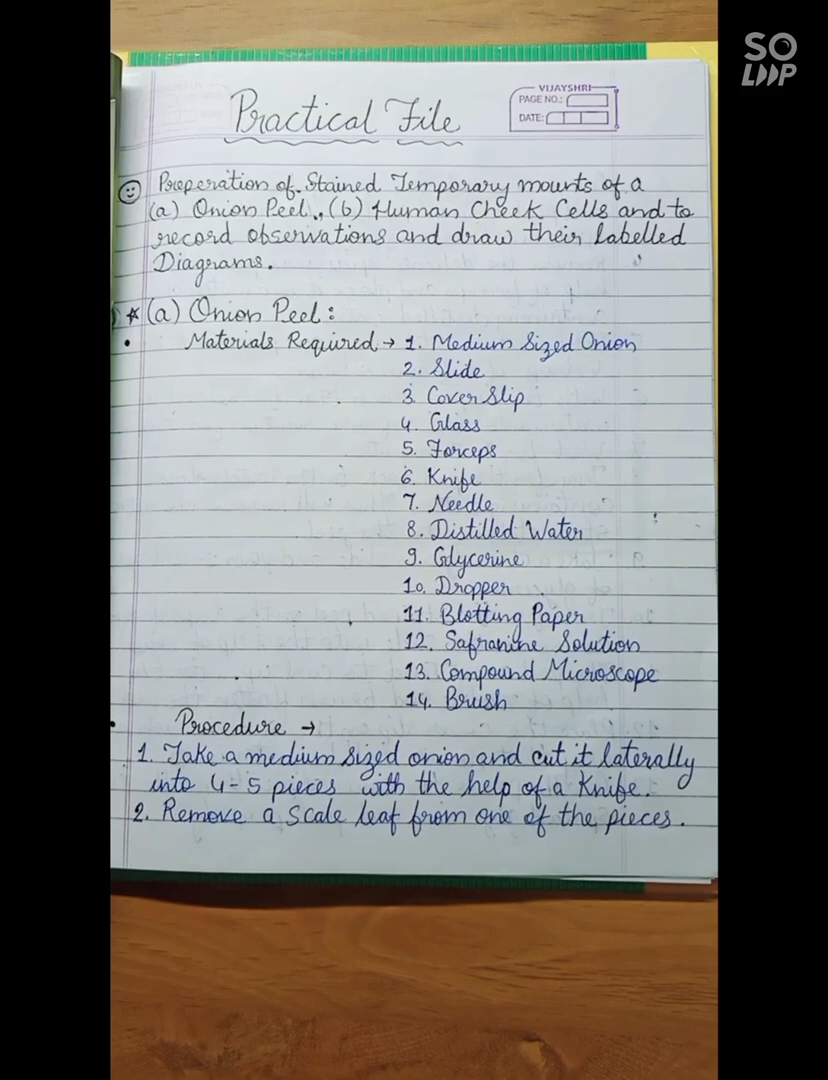 SO
LOOP
Practical File
VIJAYSHRI
PAGE NO.:
DATE:
Preperation of Stained Temporary mounts of a
(a) Onion Peel, (b) Human Cheek Cells and to
record observations and draw their labelled
Diagrams.
(a) Onion Peel:
Materials Required → 1. Medium Sized Onion
2. Slide
3. Cover Slip
4. Glass
5. Forceps
6. Knife
7. Needle
8. Distilled Water
9. Glycerine
10. Dropper
11. Blotting Paper
12. Safranine Solution
13. Compound Microscope
14. Brush
Procedure →
1. Take a medium sized onion and cut it laterally
into 4-5 pieces with the help of a Knife.
2. Remove a scale leaf from one of the pieces.